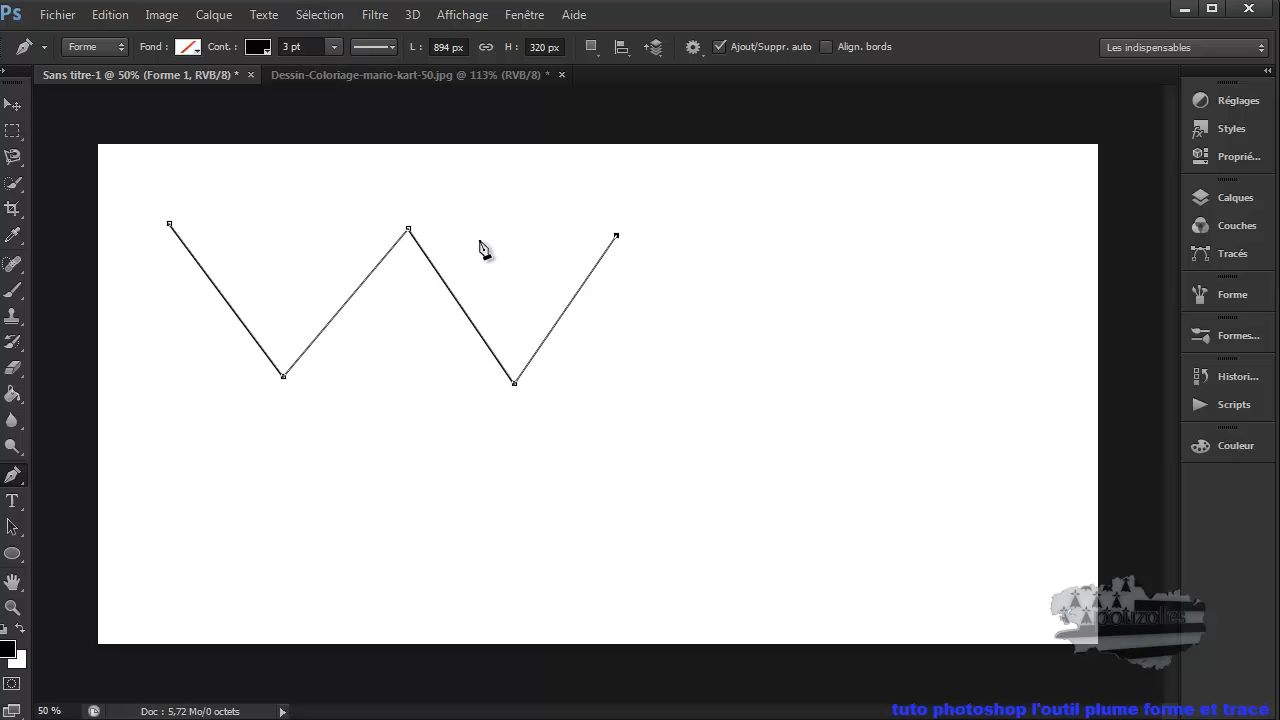 Ps Fichier Edition Image Calque Texte Sélection Filtre 3D Affichage Fenêtre Aide
Forme Fond : Cont. : 3 pt L : 894 px H : 320 px Ajout/Suppr. auto Align. bords Les indispensables
Sans titre-1 @ 50% (Forme 1, RVB/8) * × Dessin-Coloriage-mario-kart-50.jpg @ 113% (RVB/8) * ×
Réglages
Styles
Proprié...
Calques
Couches
Tracés
Forme
Formes...
Histori...
Scripts
Couleur
T
50 % Doc : 5,72 Mo/0 octets
tuto photoshop l'outil plume forme et trace